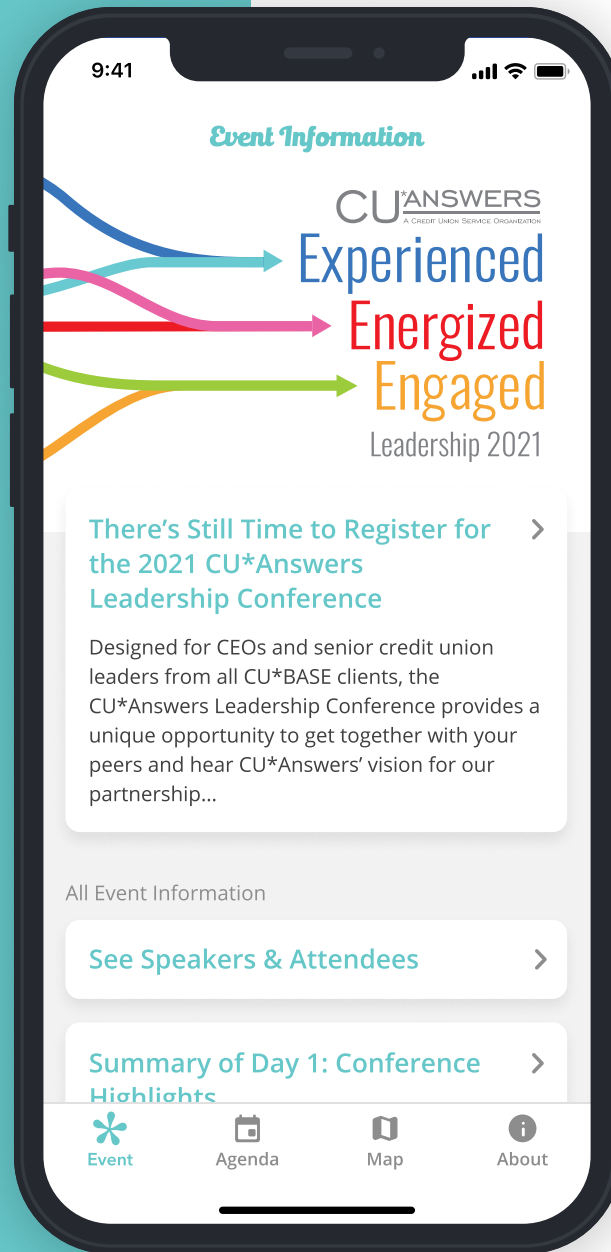 9:41
Event Information
CU*ANSWERS
A CREDIT UNION SERVICE ORGANIZATION
Experienced
Energized
Engaged
Leadership 2021
There’s Still Time to Register for
the 2021 CU*Answers
Leadership Conference
Designed for CEOs and senior credit union
leaders from all CU*BASE clients, the
CU*Answers Leadership Conference provides a
unique opportunity to get together with your
peers and hear CU*Answers’ vision for our
partnership...
All Event Information
See Speakers & Attendees
Summary of Day 1: Conference
Highlights
Event
Agenda
Map
About